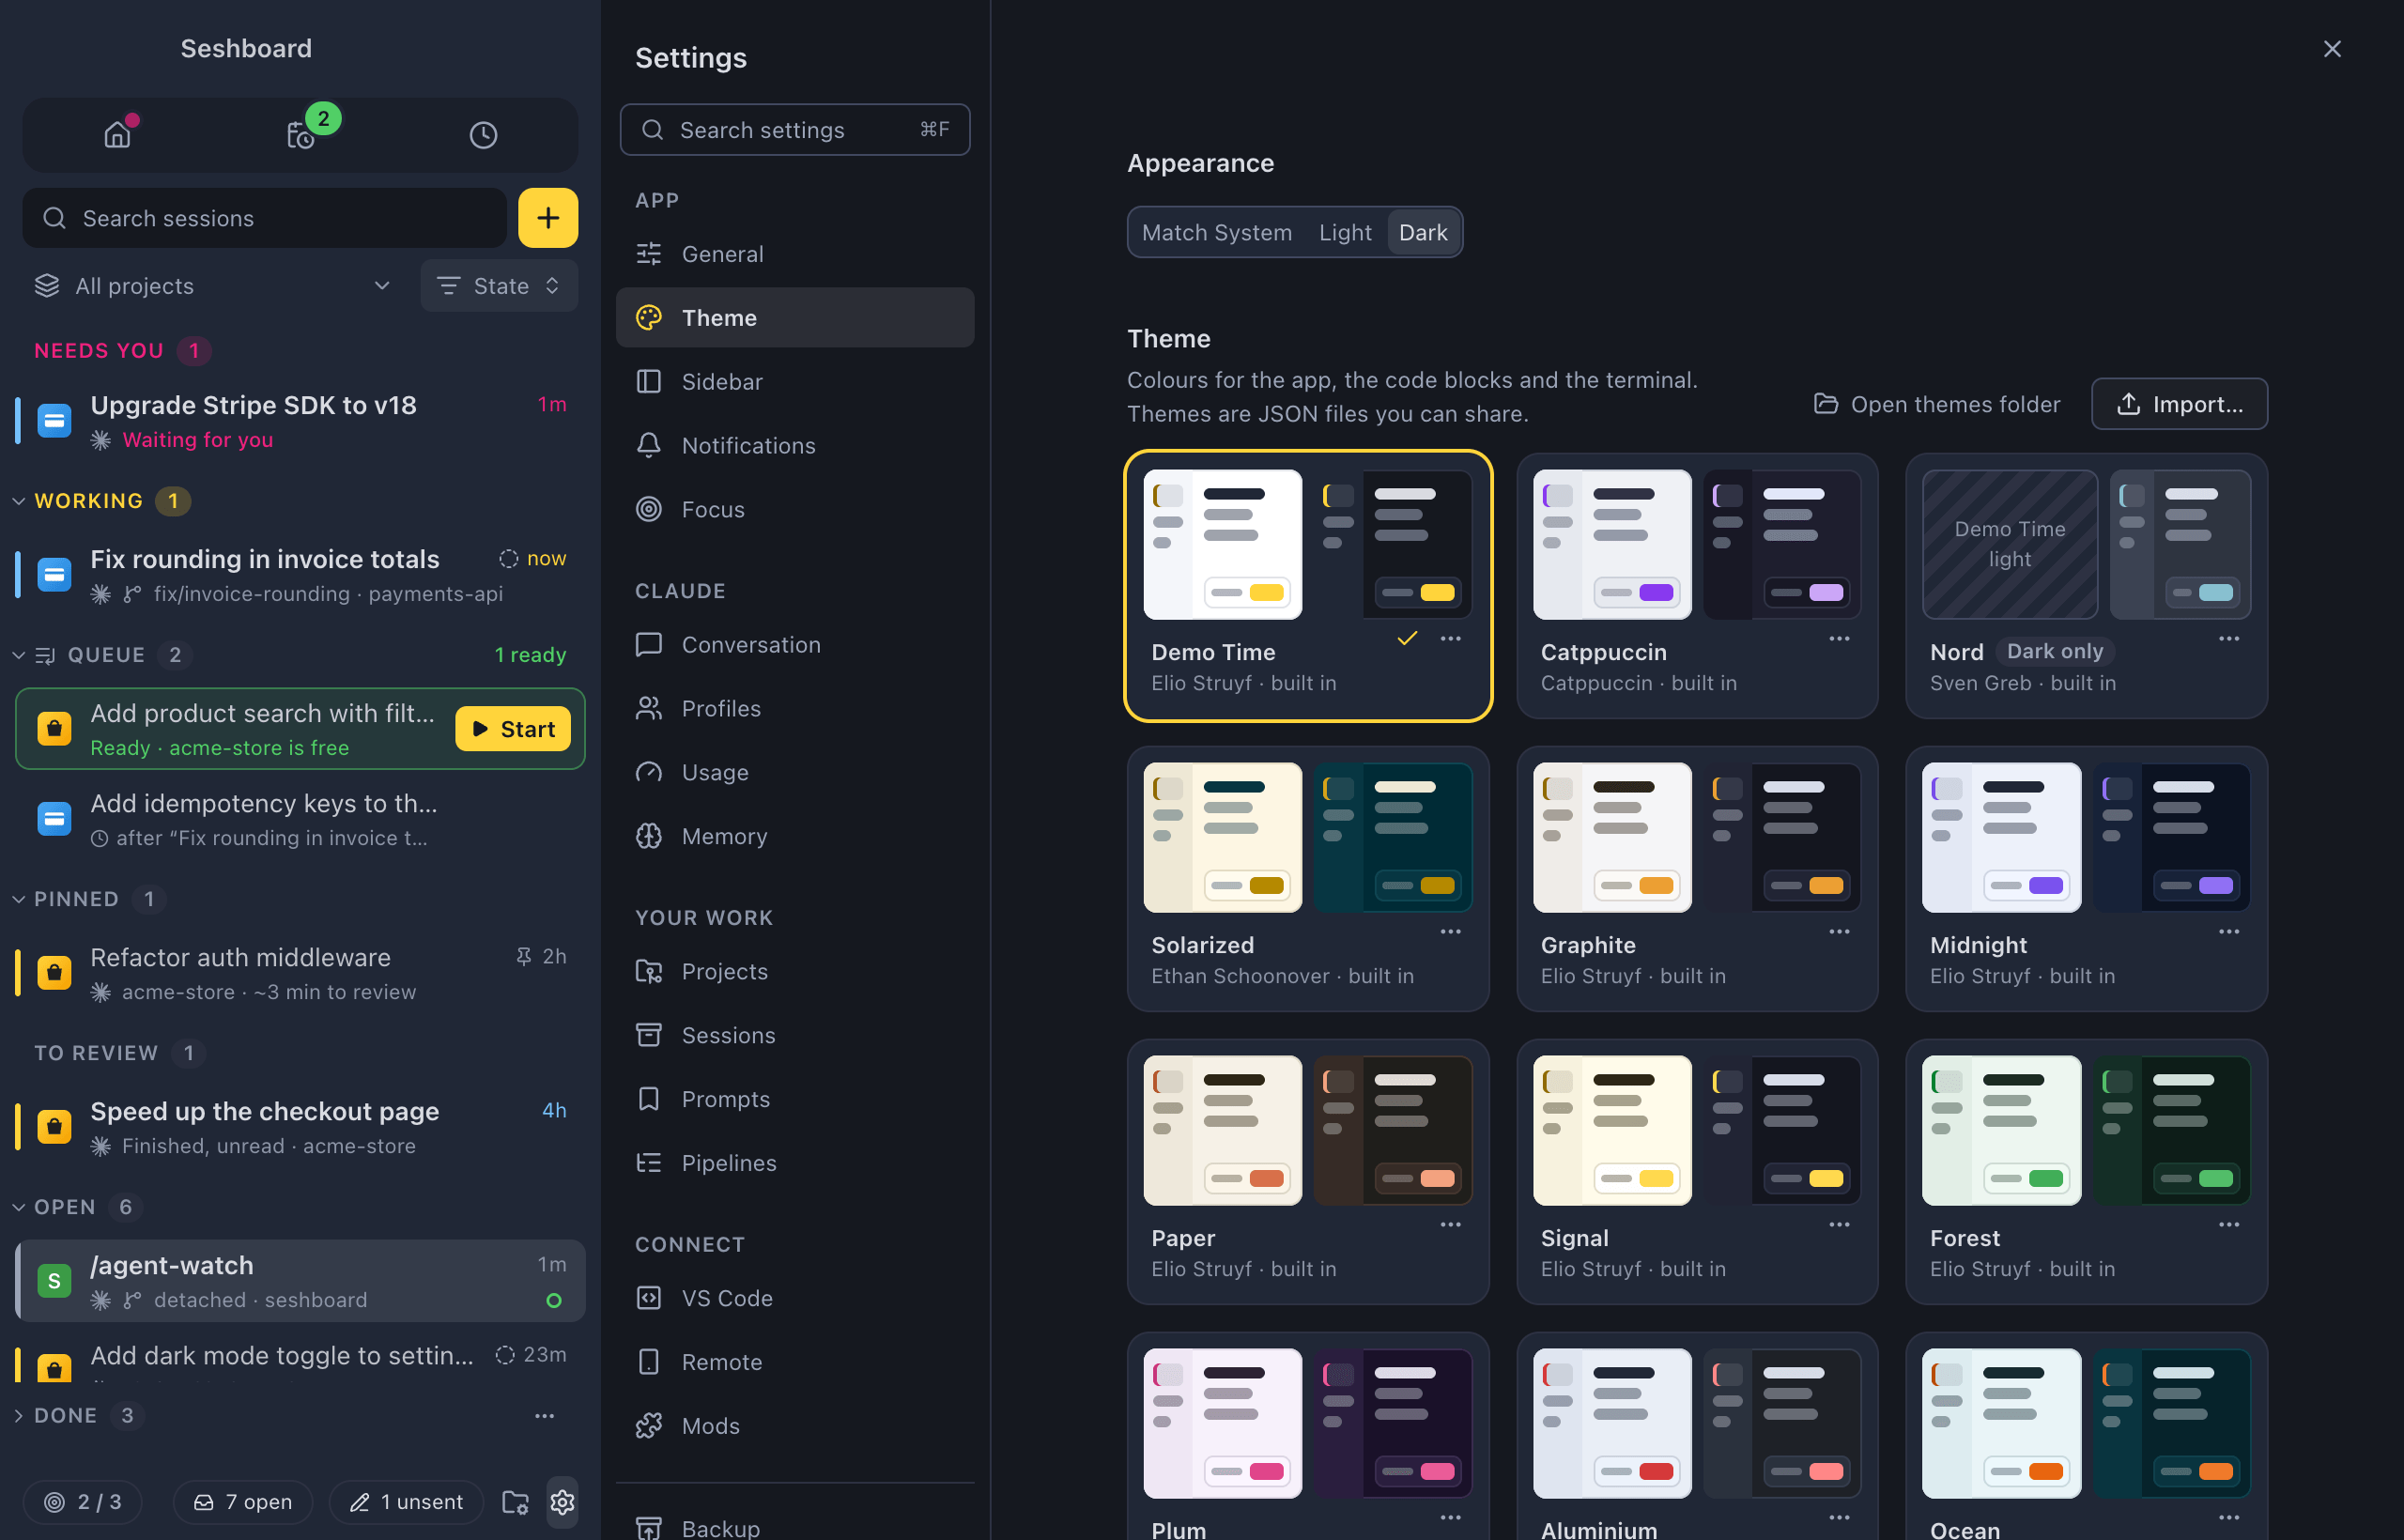 Seshboard
2
Search sessions
All projects
State
NEEDS YOU 1
Upgrade Stripe SDK to v18
1m
Waiting for you
WORKING 1
Fix rounding in invoice totals
now
fix/invoice-rounding · payments-api
QUEUE 2
1 ready
Add product search with filt...
Start
Ready · acme-store is free
Add idempotency keys to th...
after “Fix rounding in invoice t...
PINNED 1
Refactor auth middleware
2h
acme-store · ~3 min to review
TO REVIEW 1
Speed up the checkout page
4h
Finished, unread · acme-store
OPEN 6
S
/agent-watch
1m
detached · seshboard
Add dark mode toggle to settin...
23m
DONE 3
2 / 3
7 open
1 unsent
Settings
Search settings
⌘F
APP
General
Theme
Sidebar
Notifications
Focus
CLAUDE
Conversation
Profiles
Usage
Memory
YOUR WORK
Projects
Sessions
Prompts
Pipelines
CONNECT
VS Code
Remote
Mods
Backup
Appearance
Match System
Light
Dark
Theme
Colours for the app, the code blocks and the terminal.
Themes are JSON files you can share.
Open themes folder
Import...
Demo Time
Elio Struyf · built in
Catppuccin
Catppuccin · built in
Demo Time
light
Nord
Dark only
Sven Greb · built in
Solarized
Ethan Schoonover · built in
Graphite
Elio Struyf · built in
Midnight
Elio Struyf · built in
Paper
Elio Struyf · built in
Signal
Elio Struyf · built in
Forest
Elio Struyf · built in
Plum
Aluminium
Ocean